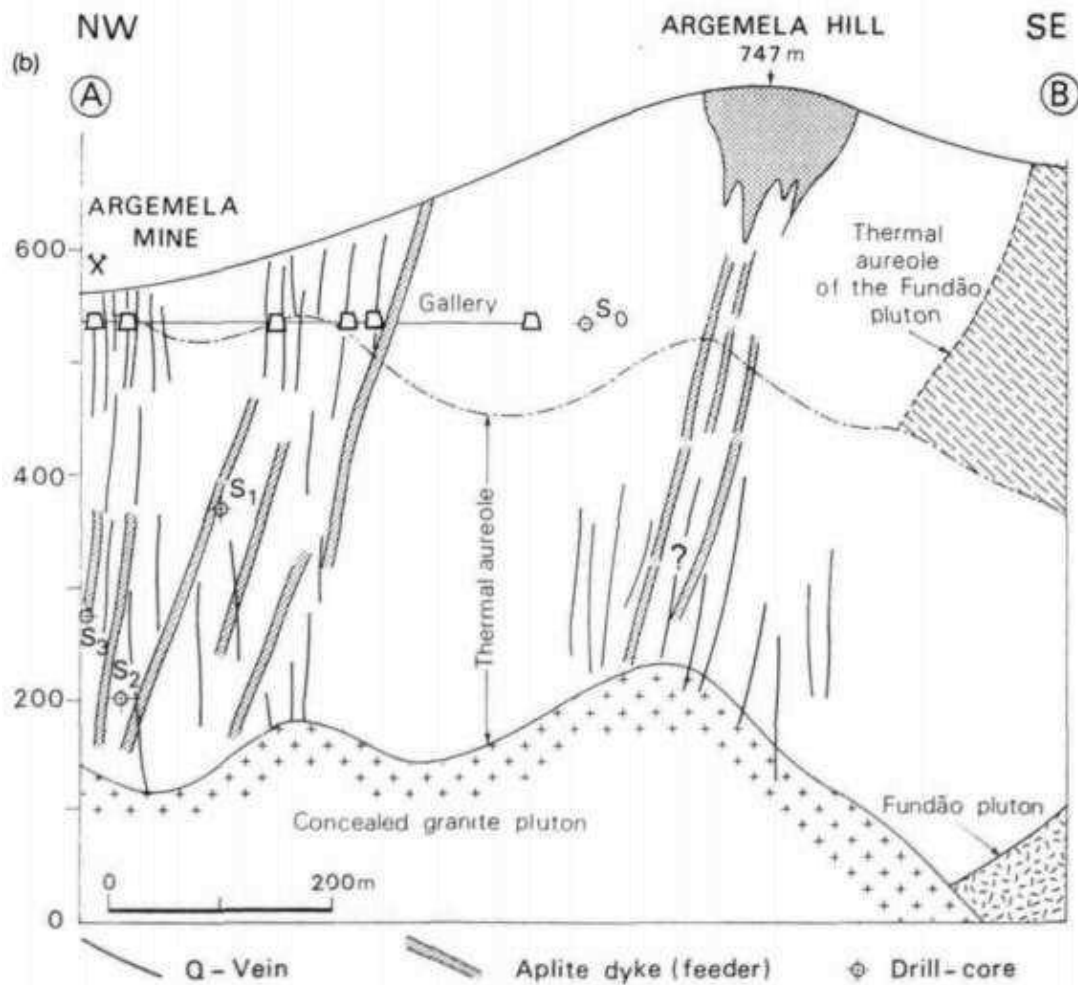 NW
ARGEMELA HILL
747 m
SE
(b)
A
B
ARGEMELA
MINE
600
Gallery
S0
Thermal
aureole
of the Fundão
pluton
400
S1
Thermal aureole
?
S3
S2
200
Concealed granite pluton
Fundão pluton
0
200m
0
Q - Vein
Aplite dyke (feeder)
Drill - core